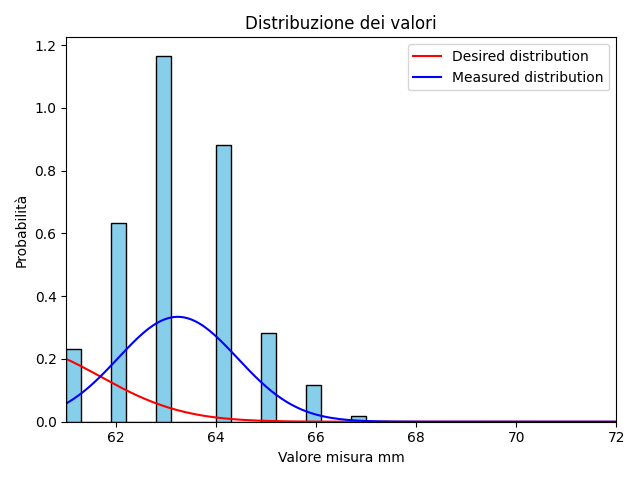 Distribuzione dei valori
Desired distribution
Measured distribution
Probabilità
1.2
1.0
0.8
0.6
0.4
0.2
0.0
62 64 66 68 70 72
Valore misura mm